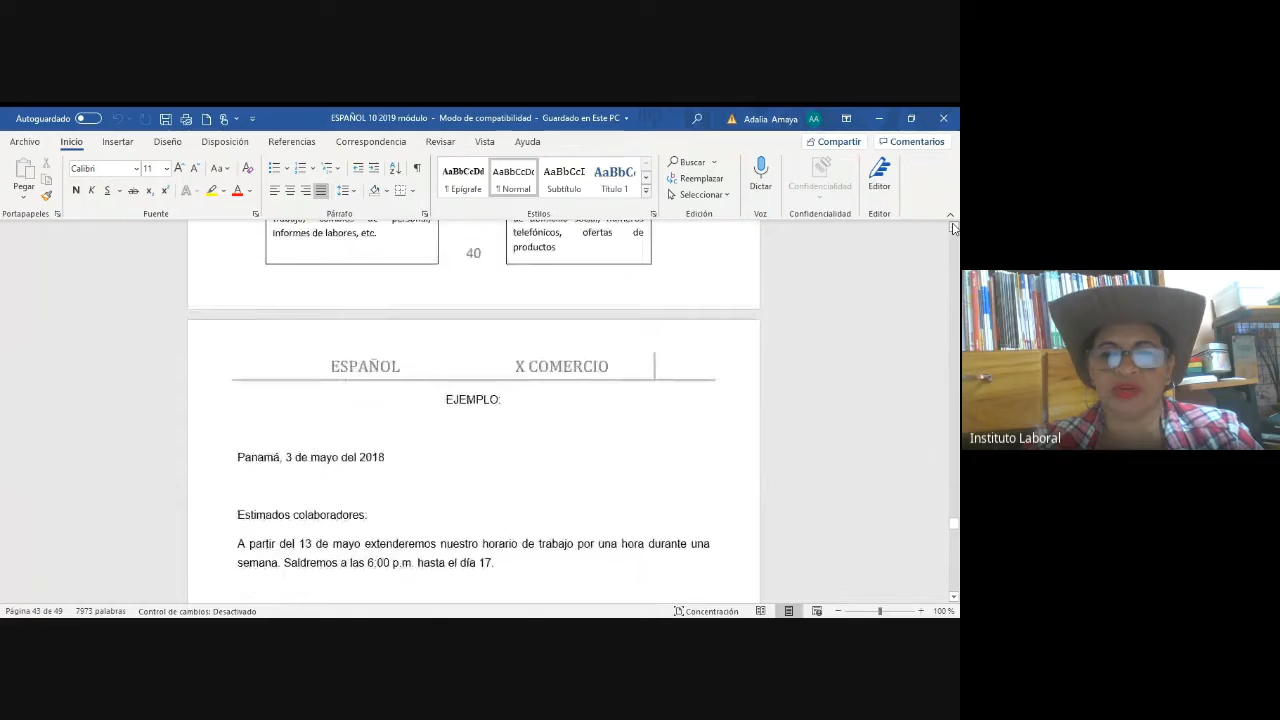 Autoguardado
ESPAÑOL 10 2019 módulo - Modo de compatibilidad - Guardado en Este PC
Adalia Amaya AA
Archivo Inicio Insertar Diseño Disposición Referencias Correspondencia Revisar Vista Ayuda Compartir Comentarios
Pegar
Calibri 11
N K S ab x₂ x²
AaBbCcDd AaBbCcDc AaBbCcI AaBbCc
¶ Epígrafe ¶ Normal Subtítulo Título 1
Buscar
Reemplazar
Seleccionar
Dictar
Confidencialidad
Editor
Portapapeles Fuente Párrafo Estilos Edición Voz Confidencialidad Editor
informes de labores, etc.
telefónicos, ofertas de
productos
40
ESPAÑOL X COMERCIO
EJEMPLO:
Panamá, 3 de mayo del 2018
Estimados colaboradores:
A partir del 13 de mayo extenderemos nuestro horario de trabajo por una hora durante una
semana. Saldremos a las 6:00 p.m. hasta el día 17.
Página 43 de 49 7973 palabras Control de cambios: Desactivado Concentración 100 %
Instituto Laboral